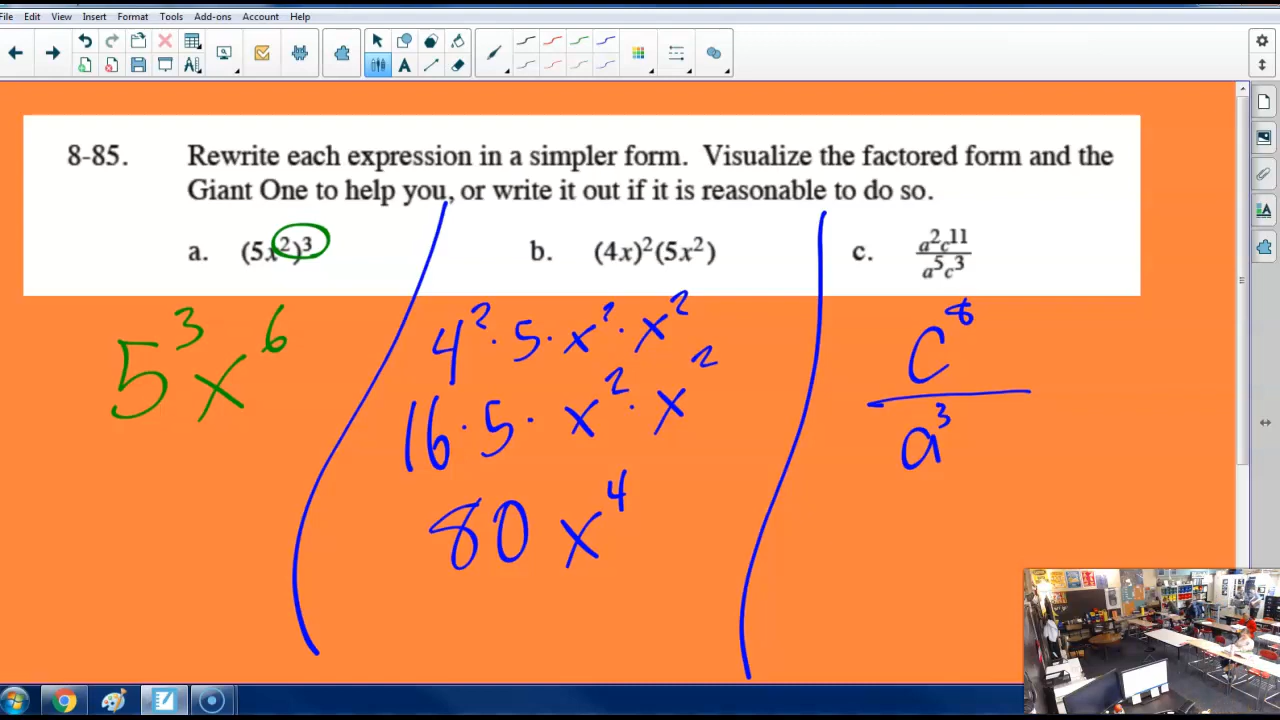 File Edit View Insert Format Tools Add-ons Account Help
8-85. Rewrite each expression in a simpler form. Visualize the factored form and the
Giant One to help you, or write it out if it is reasonable to do so.
a. (5x²)³ b. (4x)²(5x²) c. a²c¹¹/a⁵c³
5³x⁶
4² · 5 · x² · x²
16 · 5 · x² · x²
80 x⁴
c⁸/a³